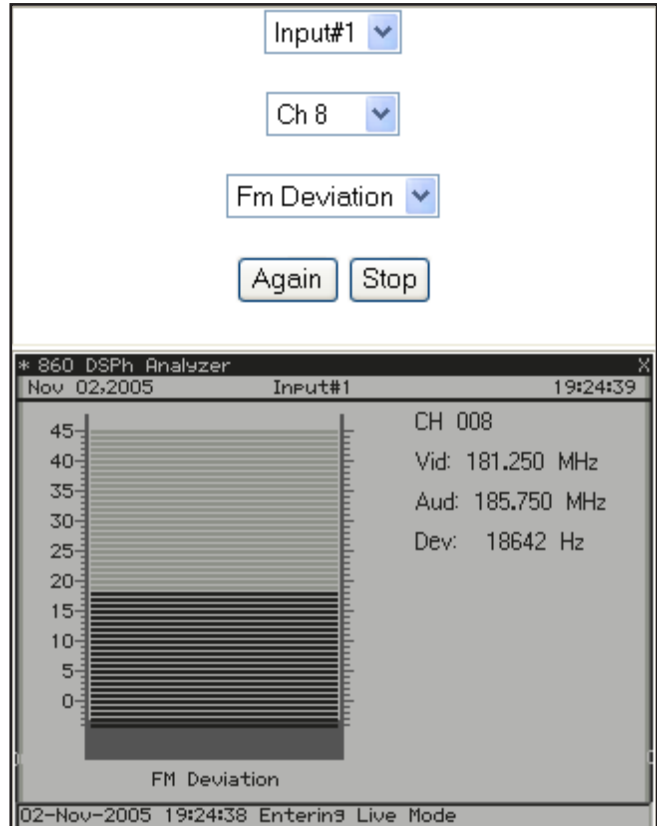 Input#1
Ch 8
Fm Deviation
Again Stop
* 860 DSPh Analyzer X
Nov 02,2005 Input#1 19:24:39
CH 008
Vid: 181.250 MHz
Aud: 185.750 MHz
Dev: 18642 Hz
45
40
35
30
25
20
15
10
5
0
FM Deviation
02-Nov-2005 19:24:38 Entering Live Mode